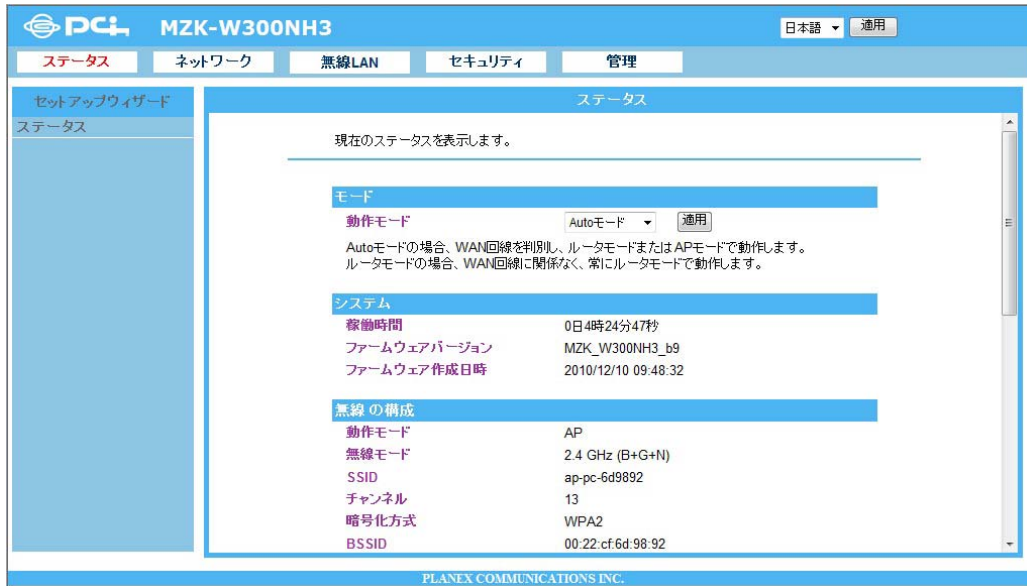 PCi MZK-W300NH3 日本語 適用
ステータス ネットワーク 無線LAN セキュリティ 管理
セットアップウィザード
ステータス
ステータス
現在のステータスを表示します。
モード
動作モード Autoモード 適用
Autoモードの場合、WAN回線を判別し、ルータモードまたはAPモードで動作します。
ルータモードの場合、WAN回線に関係なく、常にルータモードで動作します。
システム
稼働時間 0日4時24分47秒
ファームウェアバージョン MZK_W300NH3_b9
ファームウェア作成日時 2010/12/10 09:48:32
無線 の構成
動作モード AP
無線モード 2.4 GHz (B+G+N)
SSID ap-pc-6d9892
チャンネル 13
暗号化方式 WPA2
BSSID 00:22:cf:6d:98:92
PLANEX COMMUNICATIONS INC.